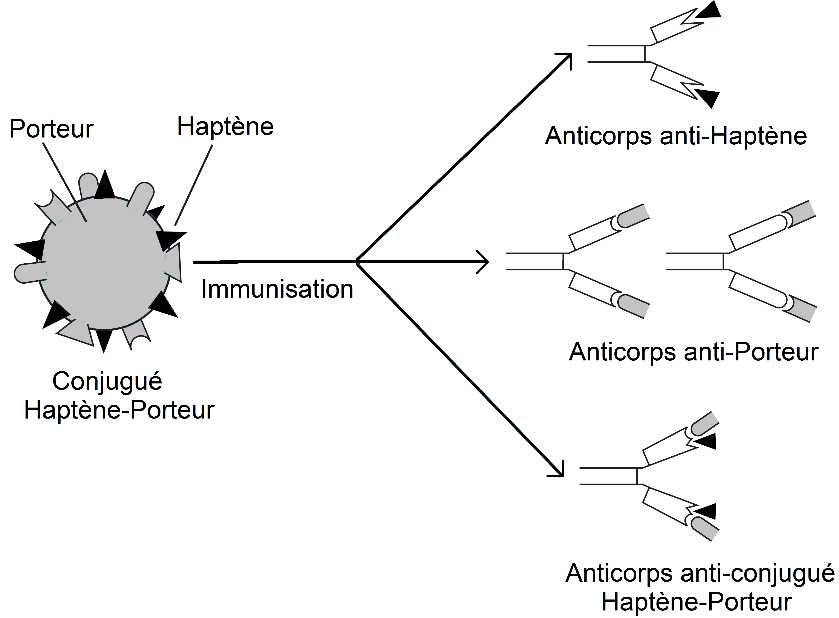 Porteur
Haptène
Conjugué
Haptène-Porteur
Immunisation
Anticorps anti-Haptène
Anticorps anti-Porteur
Anticorps anti-conjugué
Haptène-Porteur